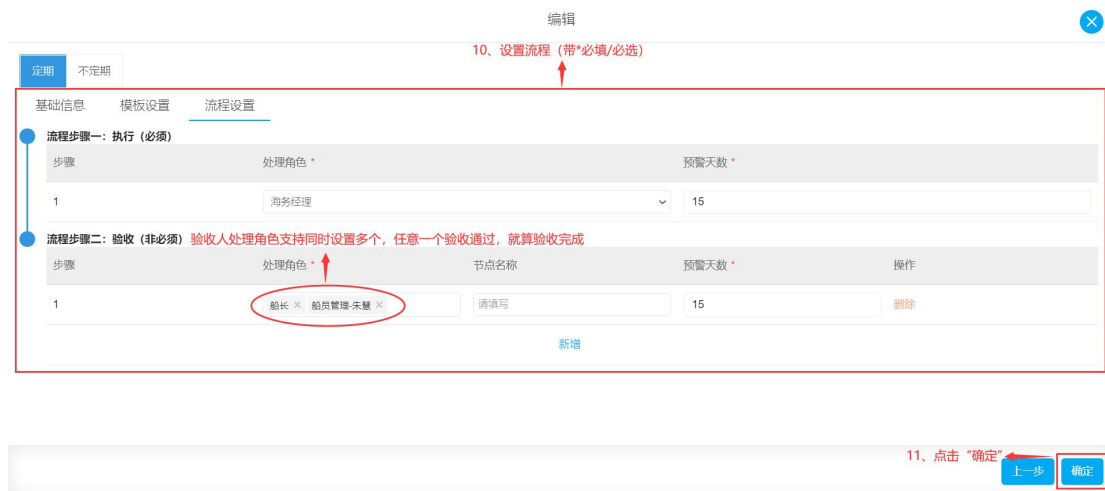 编辑
10、设置流程（带*必填/必选）
定期 不定期
基础信息 模板设置 流程设置
流程步骤一：执行（必须）
步骤 处理角色 * 预警天数 *
1 海务经理 15
流程步骤二：验收（非必须） 验收人处理角色支持同时设置多个，任意一个验收通过，就算验收完成
步骤 处理角色 * 节点名称 预警天数 * 操作
1 船长 × 船员管理-朱慧 × 请填写 15 删除
新增
11、点击“确定”
上一步 确定